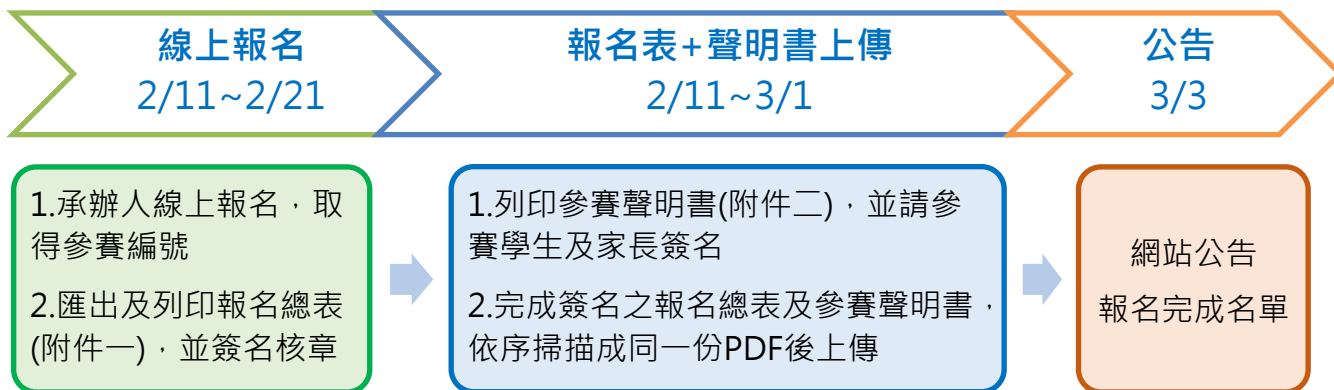 線上報名
2/11~2/21
報名表+聲明書上傳
2/11~3/1
公告
3/3
1.承辦人線上報名，取
得參賽編號
2.匯出及列印報名總表
(附件一)，並簽名核章
1.列印參賽聲明書(附件二)，並請參
賽學生及家長簽名
2.完成簽名之報名總表及參賽聲明書，
依序掃描成同一份PDF後上傳
網站公告
報名完成名單